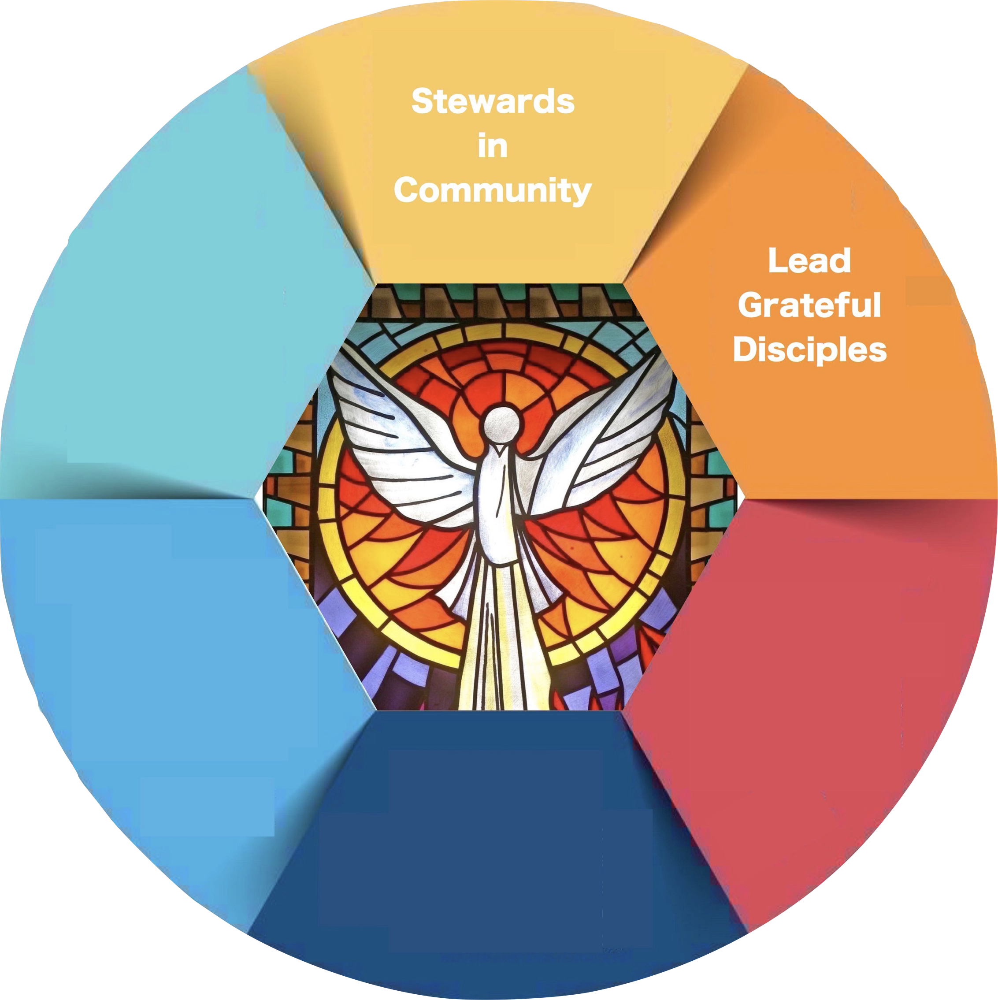 Stewards
in
Community
Lead
Grateful
Disciples